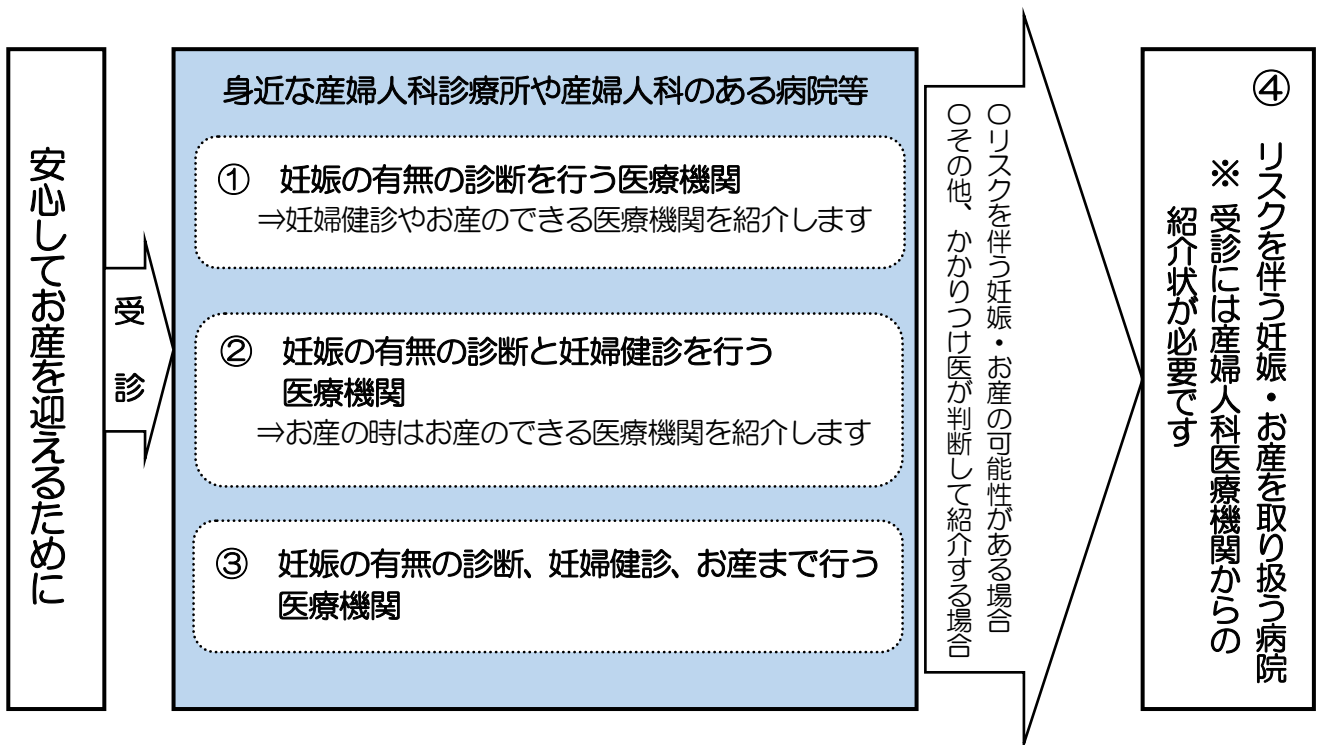 安心してお産を迎えるために
受診
身近な産婦人科診療所や産婦人科のある病院等
① 妊娠の有無の診断を行う医療機関
⇒妊婦健診やお産のできる医療機関を紹介します
② 妊娠の有無の診断と妊婦健診を行う
医療機関
⇒お産の時はお産のできる医療機関を紹介します
③ 妊娠の有無の診断、妊婦健診、お産まで行う
医療機関
○リスクを伴う妊娠・お産の可能性がある場合
○その他、かかりつけ医が判断して紹介する場合
④ リスクを伴う妊娠・お産を取り扱う病院
※ 受診には産婦人科医療機関からの
紹介状が必要です